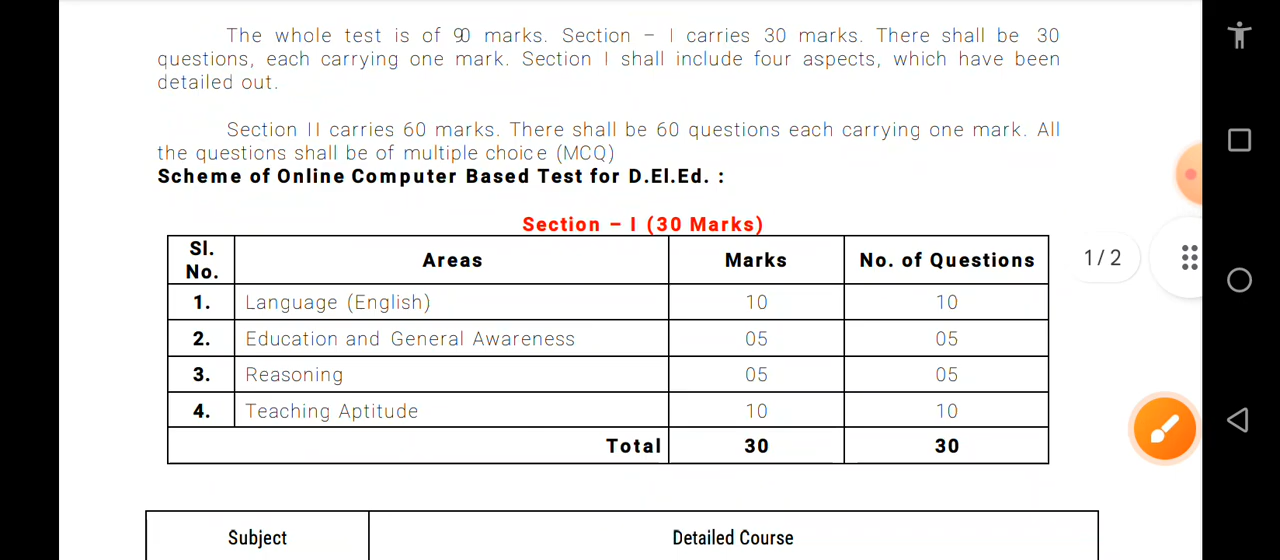 The whole test is of 90 marks. Section – I carries 30 marks. There shall be 30
questions, each carrying one mark. Section I shall include four aspects, which have been
detailed out.
Section II carries 60 marks. There shall be 60 questions each carrying one mark. All
the questions shall be of multiple choice (MCQ)
Scheme of Online Computer Based Test for D.El.Ed. :
Section – I (30 Marks)
Sl. No. Areas Marks No. of Questions
1. Language (English) 10 10
2. Education and General Awareness 05 05
3. Reasoning 05 05
4. Teaching Aptitude 10 10
Total 30 30
Subject Detailed Course
1/2